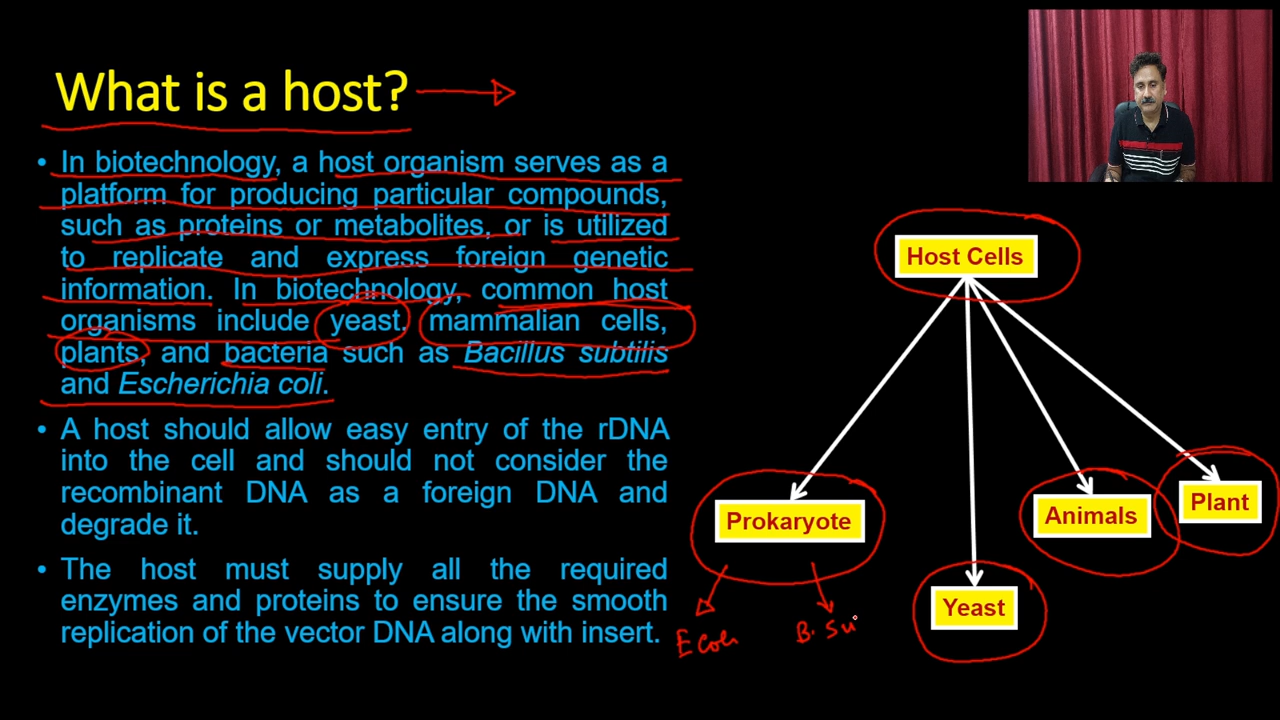 What is a host?
• In biotechnology, a host organism serves as a
platform for producing particular compounds,
such as proteins or metabolites, or is utilized
to replicate and express foreign genetic
information. In biotechnology, common host
organisms include yeast, mammalian cells,
plants, and bacteria such as Bacillus subtilis
and Escherichia coli.
• A host should allow easy entry of the rDNA
into the cell and should not consider the
recombinant DNA as a foreign DNA and
degrade it.
• The host must supply all the required
enzymes and proteins to ensure the smooth
replication of the vector DNA along with insert.
Host Cells
Prokaryote
Yeast
Animals
Plant
E Coli
B. Su